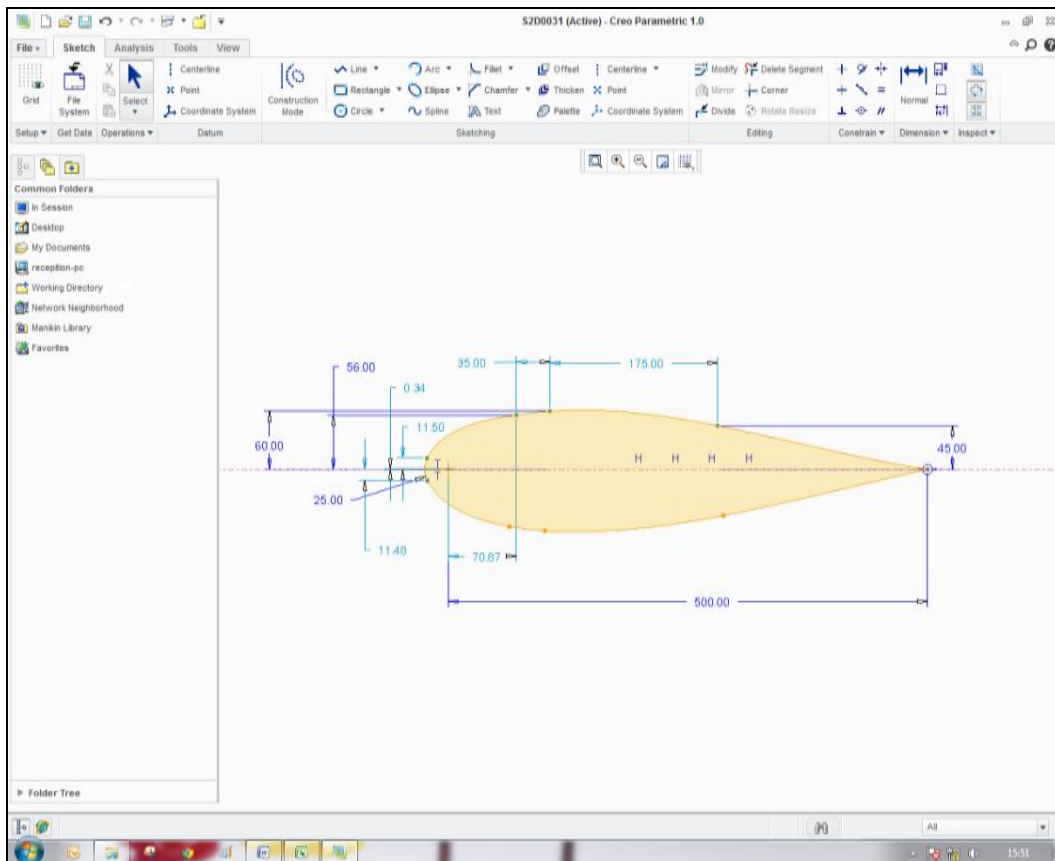 S2D0031 (Active) - Creo Parametric 1.0
File Sketch Analysis Tools View
Centerline Line Arc Fillet Offset Centerline Modify Delete Segment
Point Rectangle Ellipse Chamfer Thicken Point Mirror Corner
Coordinate System Circle Spline Text Palette Coordinate System Divide Rotate Resize
Grid File System Select Construction Mode Normal
Setup Get Data Operations Datum Sketching Editing Constrain Dimension Inspect
Common Folders
In Session
Desktop
My Documents
reception-pc
Working Directory
Network Neighborhood
Manikin Library
Favorites
56.00
35.00
175.00
0.34
11.50
60.00
45.00
H H H H
25.00
11.48
70.87
500.00
Folder Tree
All
15:51